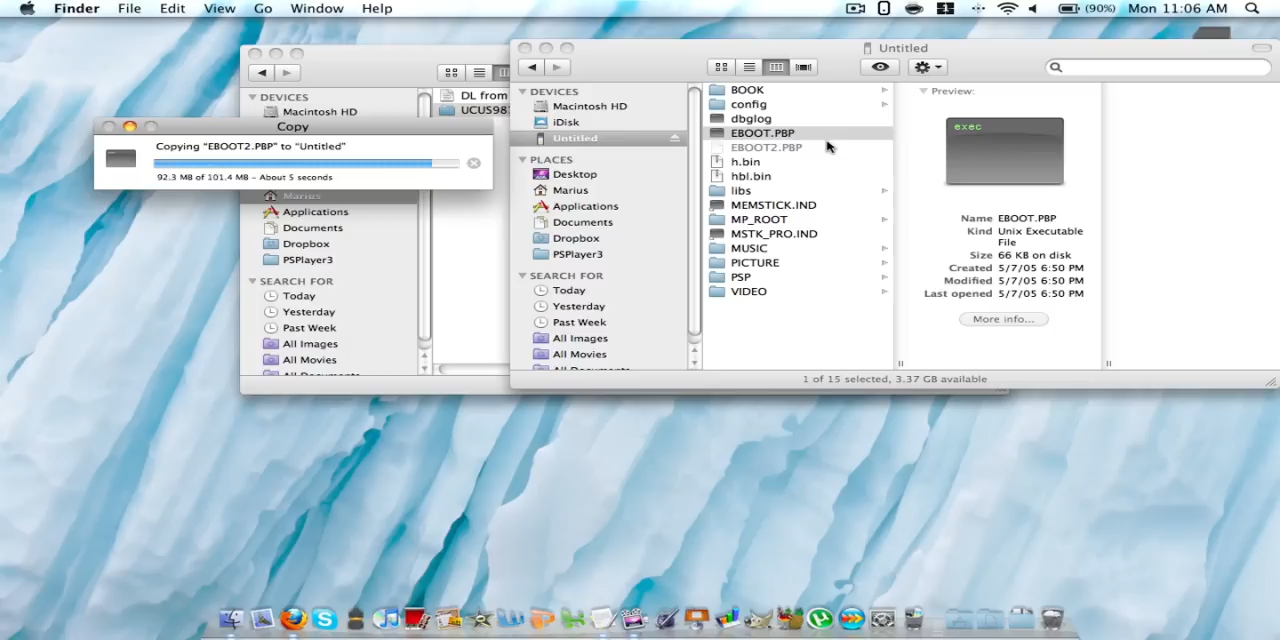 Finder File Edit View Go Window Help
(90%) Mon 11:06 AM
Untitled
DEVICES
Macintosh HD
DL from
UCUS987
Copy
Copying “EBOOT2.PBP” to “Untitled”
92.3 MB of 101.4 MB – About 5 seconds
Marius
Applications
Documents
Dropbox
PSPlayer3
SEARCH FOR
Today
Yesterday
Past Week
All Images
All Movies
All Documents
DEVICES
Macintosh HD
iDisk
Untitled
PLACES
Desktop
Marius
Applications
Documents
Dropbox
PSPlayer3
SEARCH FOR
Today
Yesterday
Past Week
All Images
All Movies
All Documents
BOOK
config
dbglog
EBOOT.PBP
EBOOT2.PBP
h.bin
hbl.bin
libs
MEMSTICK.IND
MP_ROOT
MSTK_PRO.IND
MUSIC
PICTURE
PSP
VIDEO
Preview:
exec
Name EBOOT.PBP
Kind Unix Executable
File
Size 66 KB on disk
Created 5/7/05 6:50 PM
Modified 5/7/05 6:50 PM
Last opened 5/7/05 6:50 PM
More info...
1 of 15 selected, 3.37 GB available